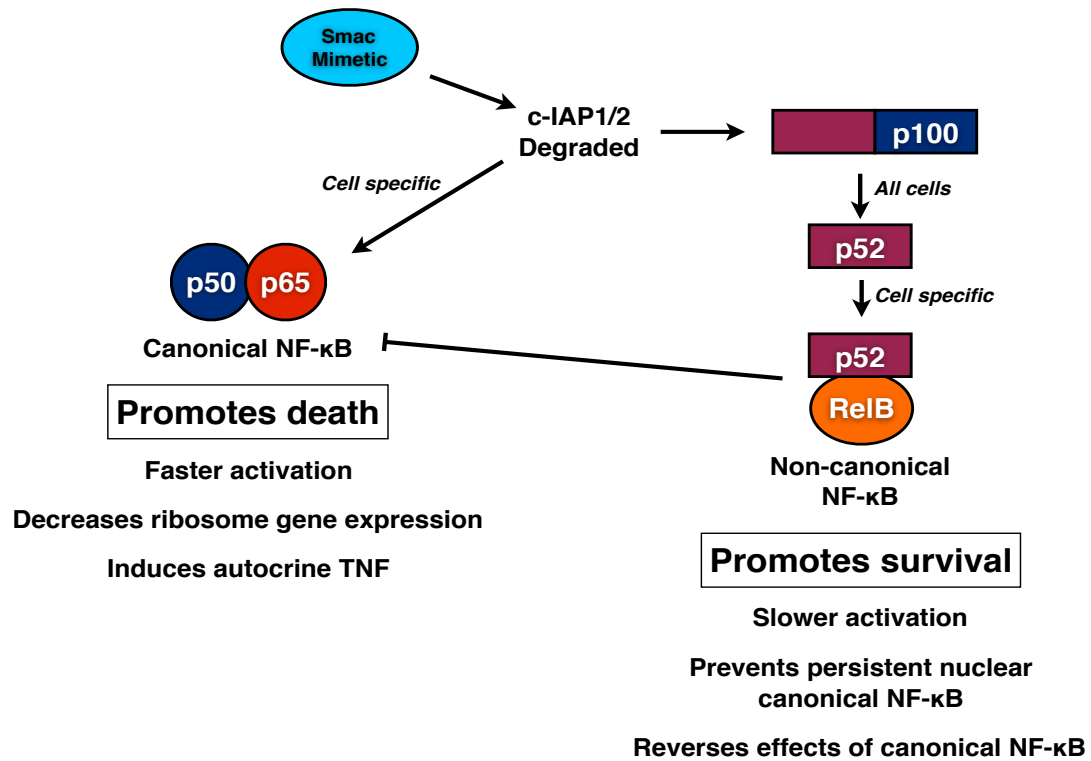 Smac
Mimetic
c-IAP1/2
Degraded
p100
Cell specific
All cells
p52
p50
p65
Cell specific
Canonical NF-κB
p52
RelB
Promotes death
Faster activation
Decreases ribosome gene expression
Induces autocrine TNF
Non-canonical
NF-κB
Promotes survival
Slower activation
Prevents persistent nuclear
canonical NF-κB
Reverses effects of canonical NF-κB